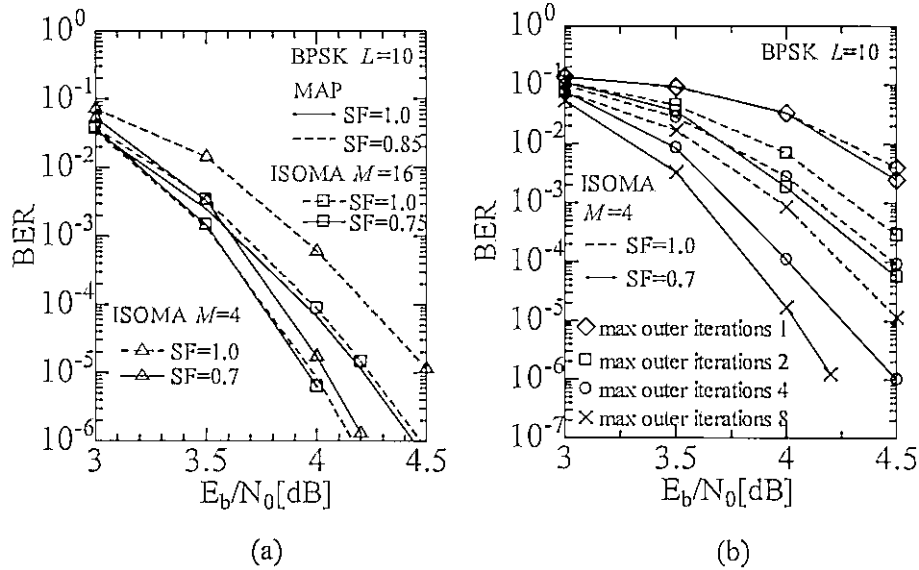 10^0
10^-1
10^-2
10^-3
10^-4
10^-5
10^-6
BER
BPSK L=10
MAP
SF=1.0
SF=0.85
ISOMA M=16
SF=1.0
SF=0.75
ISOMA M=4
SF=1.0
SF=0.7
3
3.5
4
4.5
E_b/N_0[dB]
(a)
10^0
10^-1
10^-2
10^-3
10^-4
10^-5
10^-6
10^-7
BER
BPSK L=10
ISOMA
M=4
SF=1.0
SF=0.7
max outer iterations 1
max outer iterations 2
max outer iterations 4
max outer iterations 8
3
3.5
4
4.5
E_b/N_0[dB]
(b)